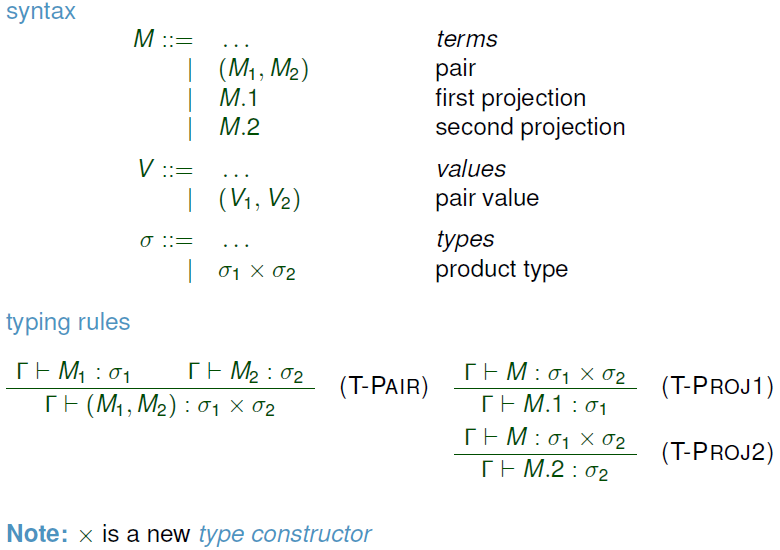 syntax
M ::= … terms
| (M₁, M₂) pair
| M.1 first projection
| M.2 second projection
V ::= … values
| (V₁, V₂) pair value
σ ::= … types
| σ₁ × σ₂ product type
typing rules
Γ ⊢ M₁ : σ₁ Γ ⊢ M₂ : σ₂
Γ ⊢ (M₁, M₂) : σ₁ × σ₂
(T-PAIR)
Γ ⊢ M : σ₁ × σ₂
Γ ⊢ M.1 : σ₁
(T-PROJ1)
Γ ⊢ M : σ₁ × σ₂
Γ ⊢ M.2 : σ₂
(T-PROJ2)
Note: × is a new type constructor